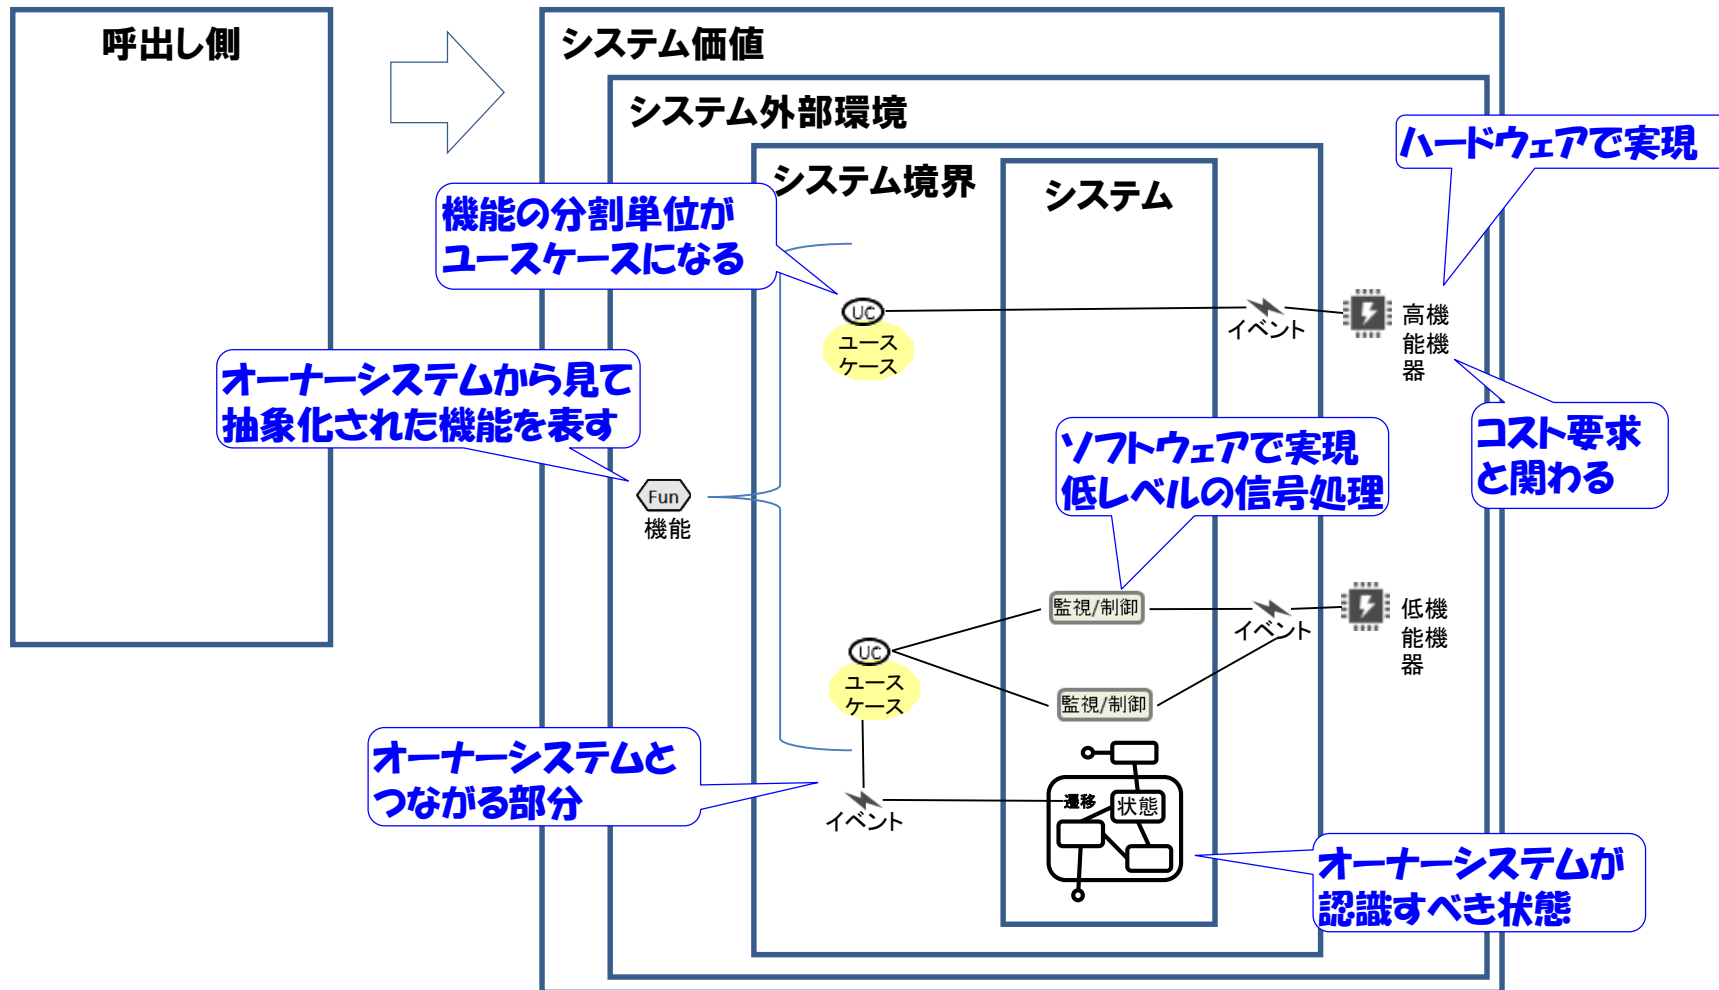 呼出し側
システム価値
システム外部環境
システム境界
システム
ハードウェアで実現
機能の分割単位が
ユースケースになる
UC
ユース
ケース
イベント
高機
能機
器
オーナーシステムから見て
抽象化された機能を表す
コスト要求
と関わる
ソフトウェアで実現
低レベルの信号処理
Fun
機能
監視/制御
イベント
低機
能機
器
UC
ユース
ケース
監視/制御
オーナーシステムと
つながる部分
イベント
遷移
状態
オーナーシステムが
認識すべき状態